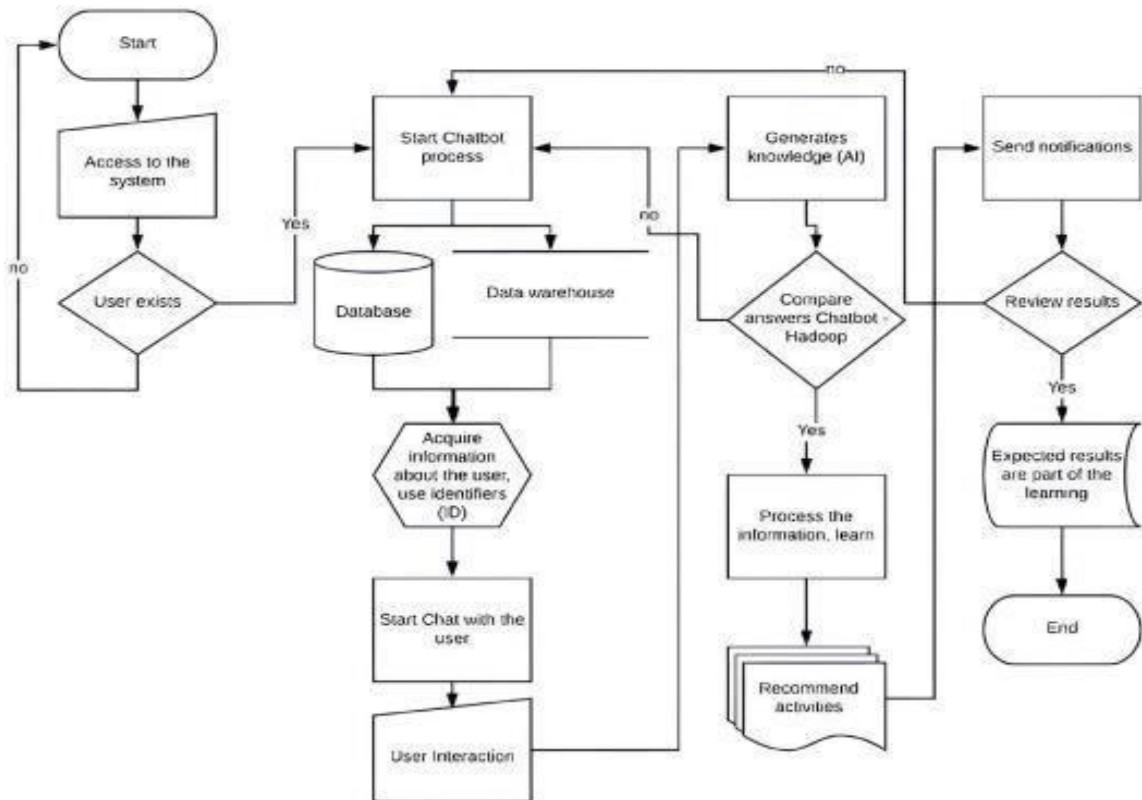 Start
Access to the
system
no
User exists
Yes
Start Chatbot
process
Database
Data warehouse
Acquire
information
about the user,
use identifiers
(ID)
Start Chat with the
user
User Interaction
no
Generates
knowledge (AI)
no
Compare
answers Chatbot -
Hadoop
Yes
Process the
information, learn
Recommend
activities
Send notifications
Review results
Yes
Expected results
are part of the
learning
End